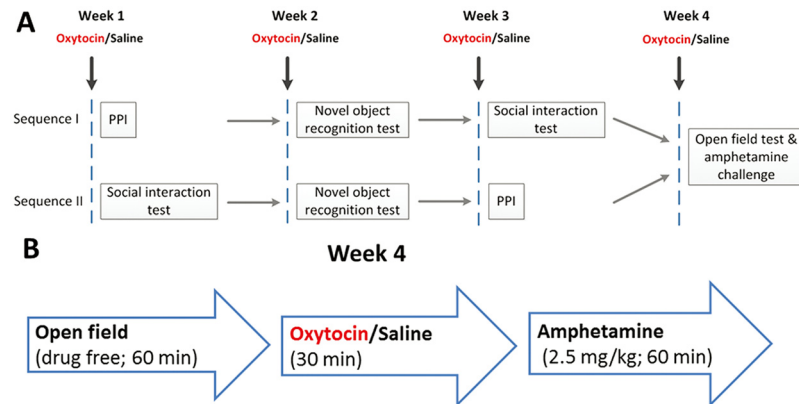 A
Week 1
Week 2
Week 3
Week 4
Oxytocin/Saline
Oxytocin/Saline
Oxytocin/Saline
Oxytocin/Saline
Sequence I
PPI
Novel object
recognition test
Social interaction
test
Open field test &
amphetamine
challenge
Sequence II
Social interaction
test
Novel object
recognition test
PPI
B
Week 4
Open field
(drug free; 60 min)
Oxytocin/Saline
(30 min)
Amphetamine
(2.5 mg/kg; 60 min)